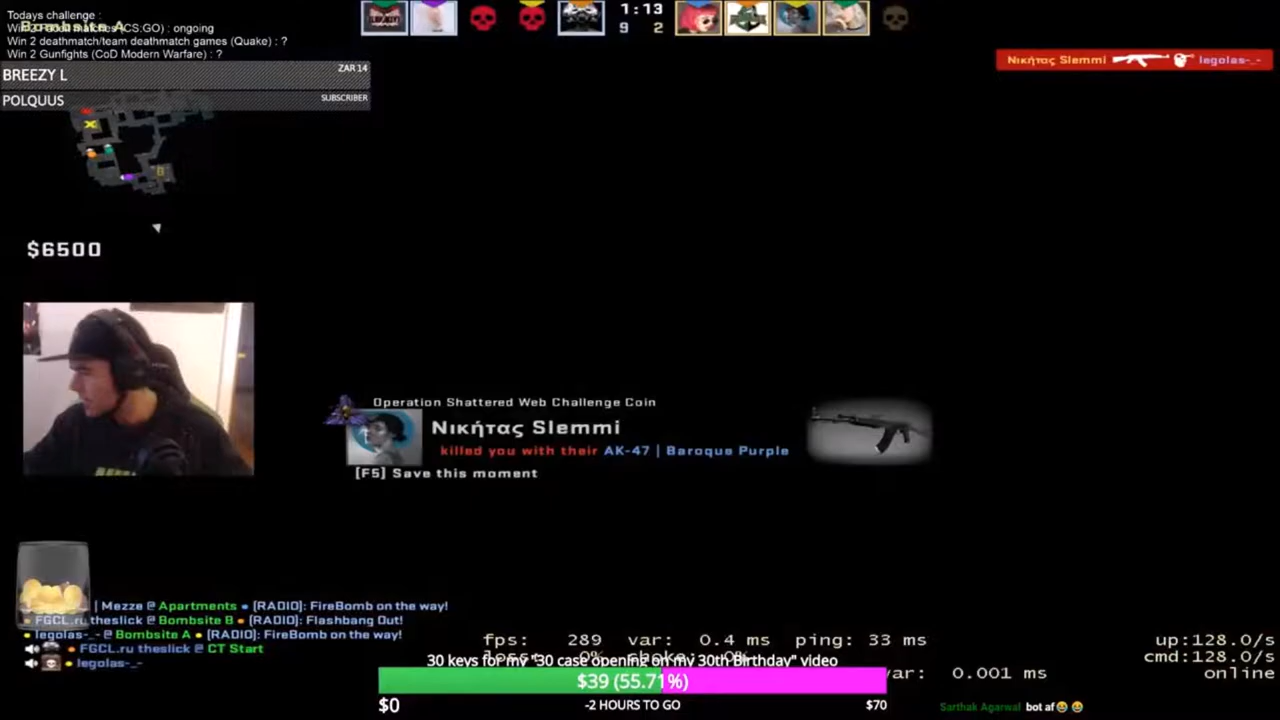 Todays challenge :
Win 2 Faceit matches (CS:GO) : ongoing
Bombsite A
Win 2 deathmatch/team deathmatch games (Quake) : ?
Win 2 Gunfights (CoD Modern Warfare) : ?
BREEZY L
ZAR 14
POLQUUS
SUBSCRIBER
1:13
9 2
Νικήτας Slemmi legolas-_-
B
$6500
Operation Shattered Web Challenge Coin
Νικήτας Slemmi
killed you with their AK-47 | Baroque Purple
[F5] Save this moment
| Mezze @ Apartments • (RADIO): FireBomb on the way!
• FGCL.ru theslick @ Bombsite B • (RADIO): Flashbang Out!
• legolas-_- @ Bombsite A • (RADIO): FireBomb on the way!
• FGCL.ru theslick @ CT Start
• legolas-_-
fps: 289 var: 0.4 ms ping: 33 ms
loss: 0% choke: 0%
30 keys for my "30 case opening on my 30th Birthday" video
$39 (55.71%)
$0
-2 HOURS TO GO
$70
var: 0.001 ms
up:128.0/s
cmd:128.0/s
online
Sarthak Agarwal bot af😂😂